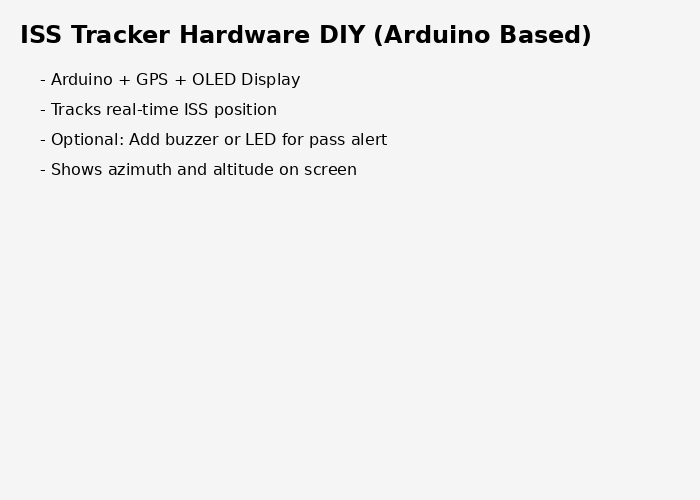 ISS Tracker Hardware DIY (Arduino Based)
- Arduino + GPS + OLED Display
- Tracks real-time ISS position
- Optional: Add buzzer or LED for pass alert
- Shows azimuth and altitude on screen